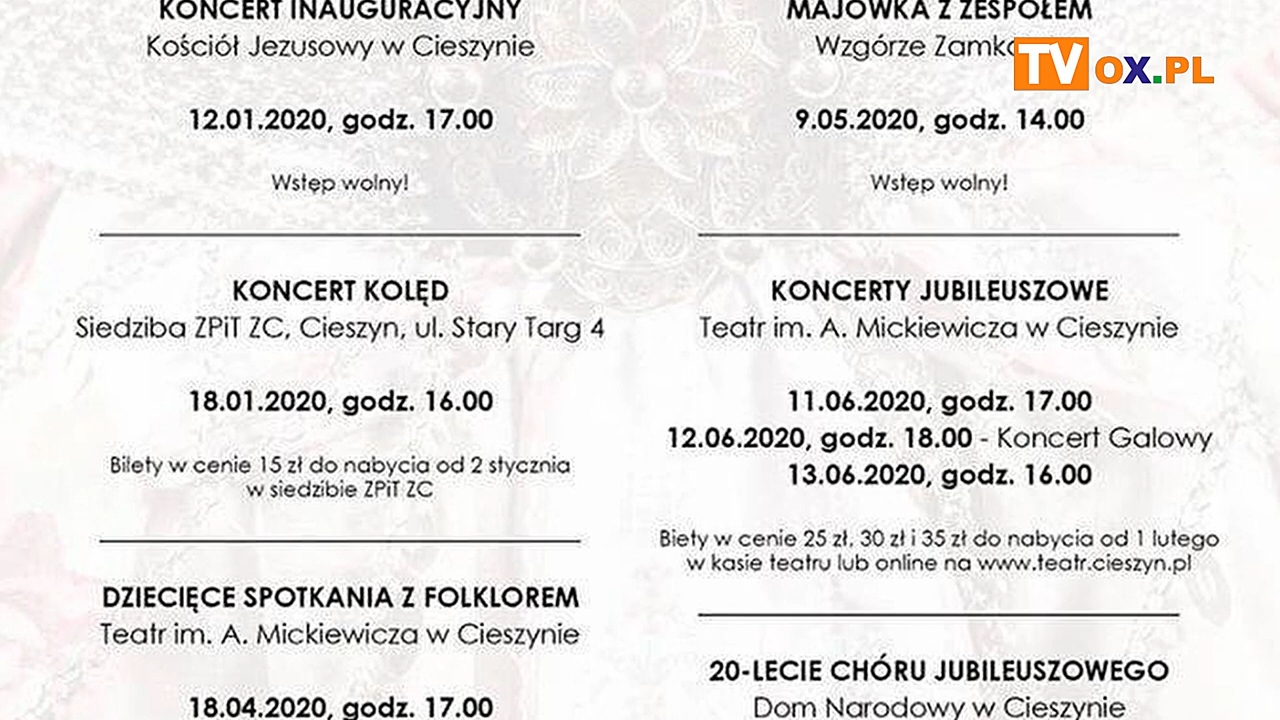 KONCERT INAUGURACYJNY
Kościół Jezusowy w Cieszynie
12.01.2020, godz. 17.00
Wstęp wolny!
KONCERT KOLĘD
Siedziba ZPiT ZC, Cieszyn, ul. Stary Targ 4
18.01.2020, godz. 16.00
Bilety w cenie 15 zł do nabycia od 2 stycznia
w siedzibie ZPiT ZC
DZIECIĘCE SPOTKANIA Z FOLKLOREM
Teatr im. A. Mickiewicza w Cieszynie
18.04.2020, godz. 17.00
MAJÓWKA Z ZESPOŁEM
Wzgórze
TVOX.PL
9.05.2020, godz. 14.00
Wstęp wolny!
KONCERTY JUBILEUSZOWE
Teatr im. A. Mickiewicza w Cieszynie
11.06.2020, godz. 17.00
12.06.2020, godz. 18.00 - Koncert Galowy
13.06.2020, godz. 16.00
Biety w cenie 25 zł, 30 zł i 35 zł do nabycia od 1 lutego
w kasie teatru lub online na www.teatr.cieszyn.pl
20-LECIE CHÓRU JUBILEUSZOWEGO
Dom Narodowy w Cieszynie